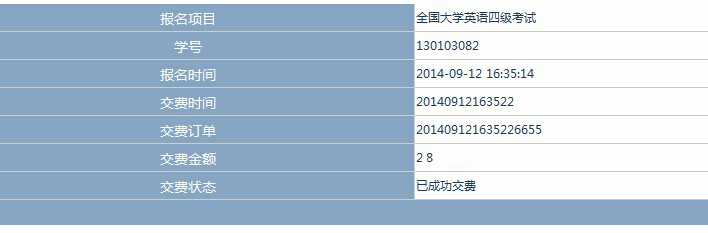 报名项目 全国大学英语四级考试
学号 130103082
报名时间 2014-09-12 16:35:14
交费时间 20140912163522
交费订单 201409121635226655
交费金额 2 8
交费状态 已成功交费